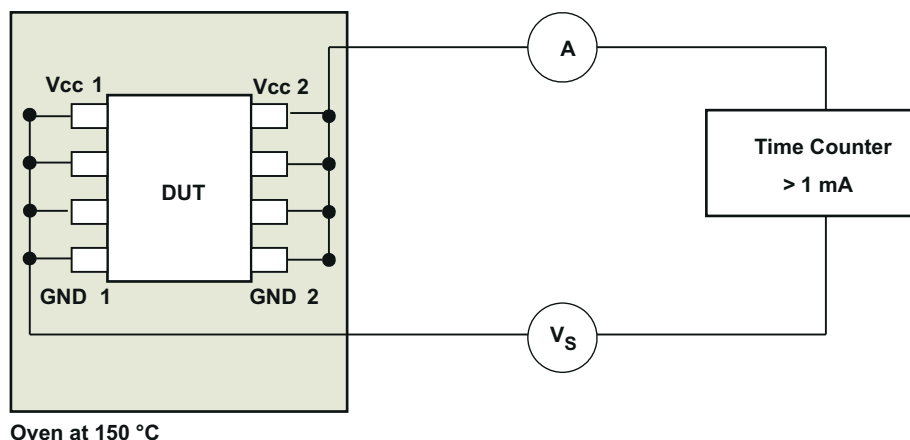 A
Vcc 1
Vcc 2
Time Counter
> 1 mA
DUT
GND 1
GND 2
VS
Oven at 150 °C